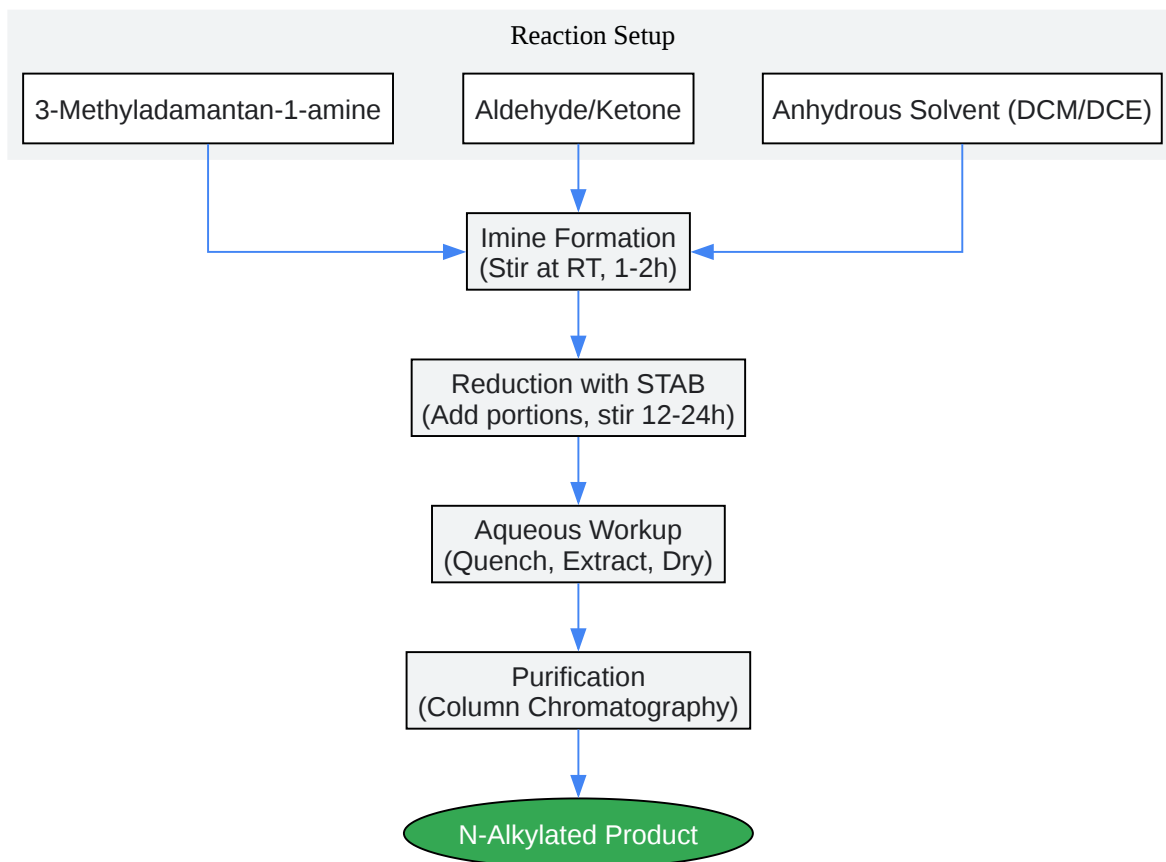 Reaction Setup
3-Methyladamantan-1-amine
Aldehyde/Ketone
Anhydrous Solvent (DCM/DCE)
Imine Formation
(Stir at RT, 1-2h)
Reduction with STAB
(Add portions, stir 12-24h)
Aqueous Workup
(Quench, Extract, Dry)
Purification
(Column Chromatography)
N-Alkylated Product